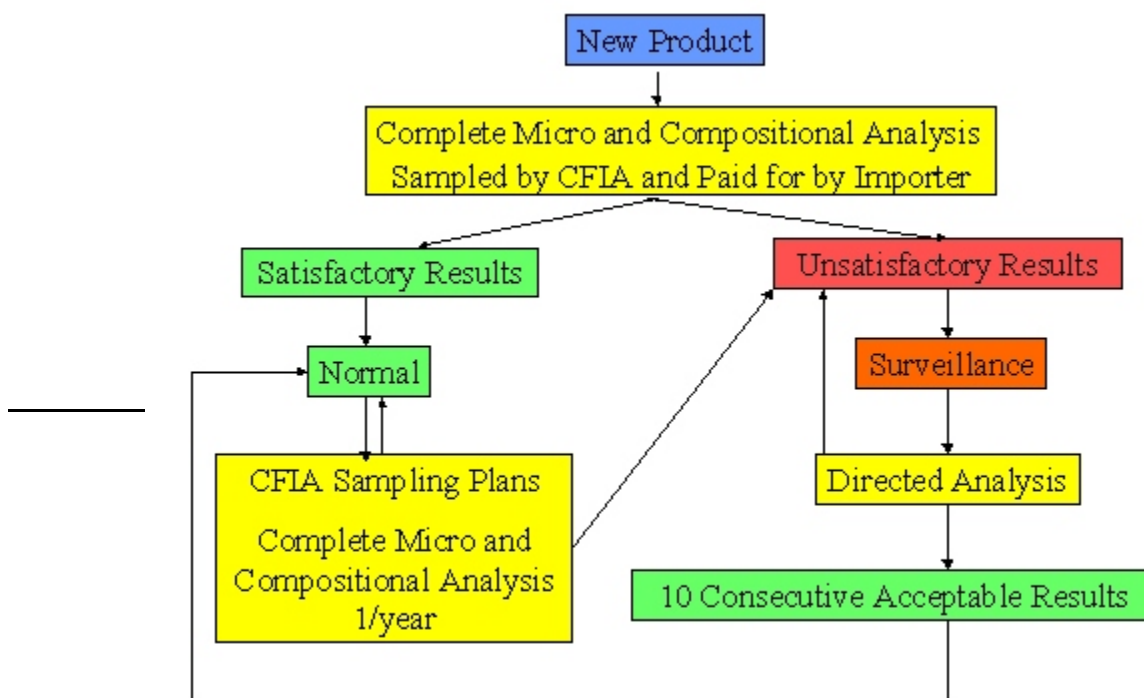 New Product
Complete Micro and Compositional Analysis
Sampled by CFIA and Paid for by Importer
Satisfactory Results
Unsatisfactory Results
Normal
Surveillance
CFIA Sampling Plans
Complete Micro and
Compositional Analysis
1/year
Directed Analysis
10 Consecutive Acceptable Results